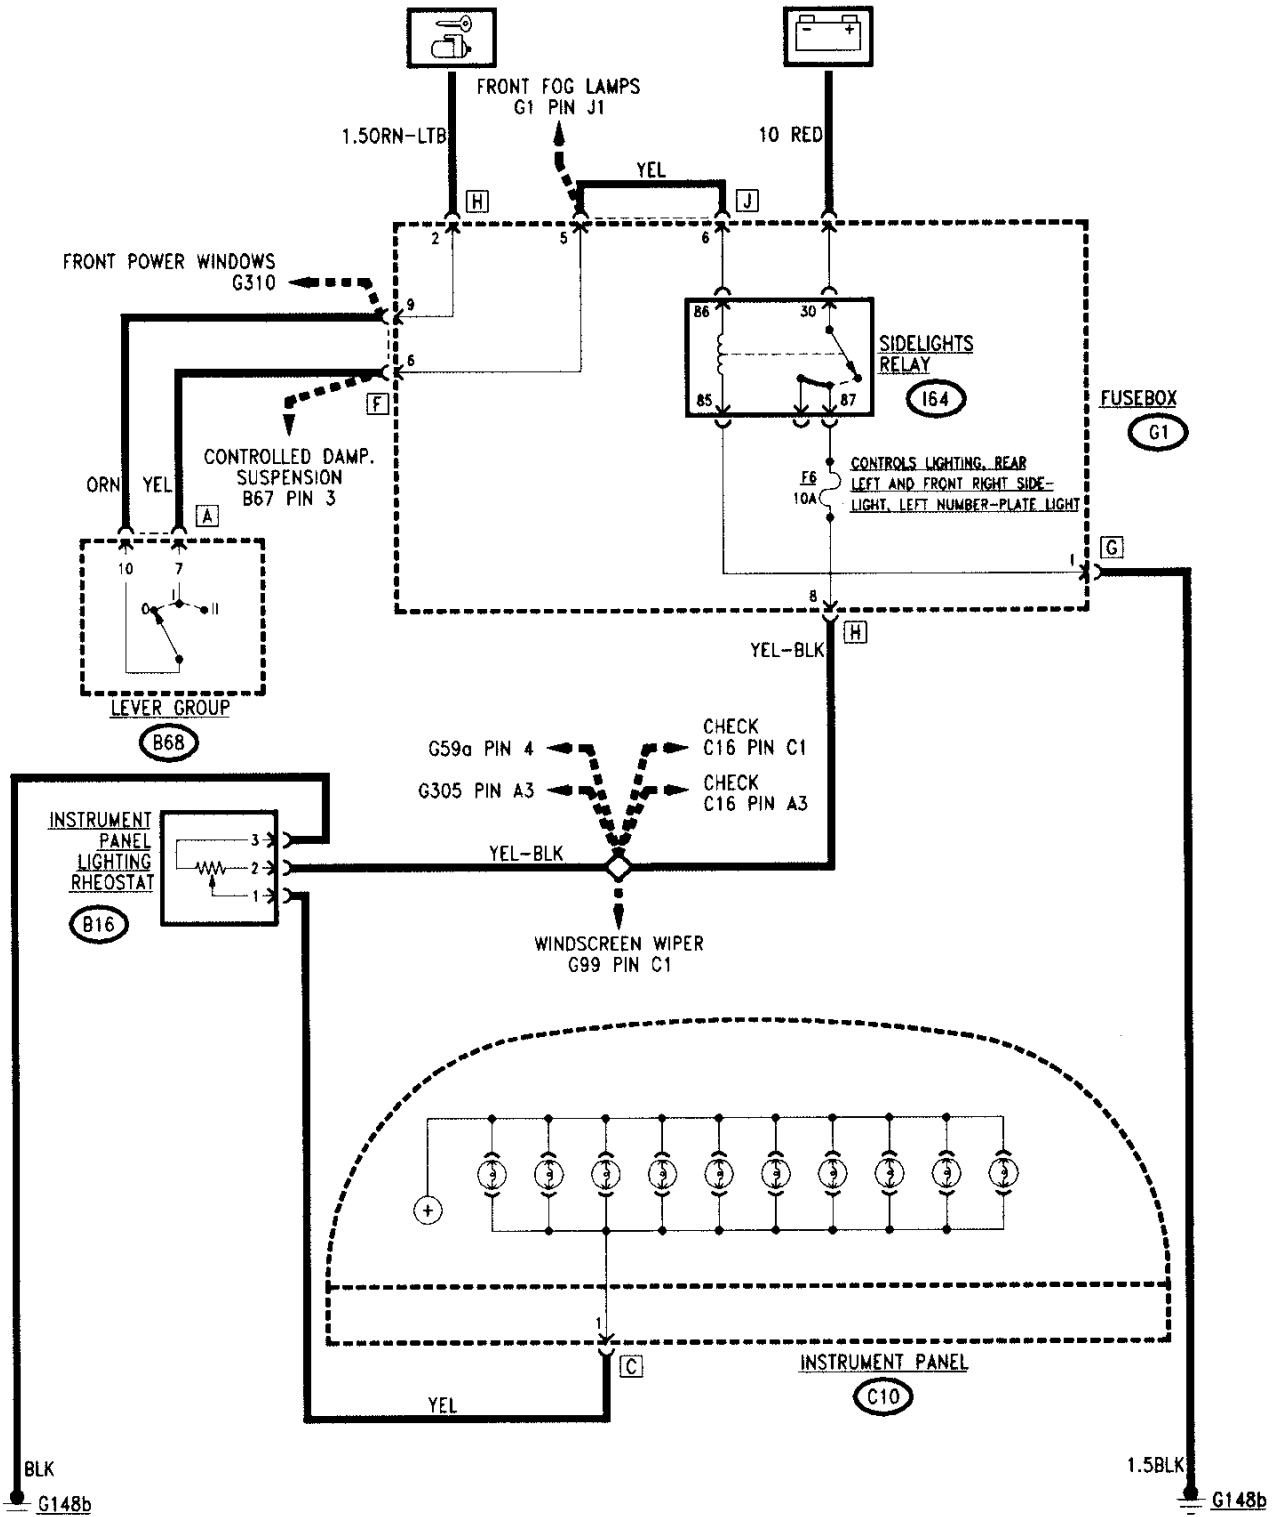 FRONT FOG LAMPS
G1 PIN J1
1.5ORN-LTB
10 RED
YEL
H
J
2
5
6
FRONT POWER WINDOWS
G310
9
86
30
6
SIDELIGHTS
RELAY
I64
85
87
F
FUSEBOX
G1
CONTROLLED DAMP.
SUSPENSION
B67 PIN 3
F6
10A
CONTROLS LIGHTING, REAR
LEFT AND FRONT RIGHT SIDE-
LIGHT, LEFT NUMBER-PLATE LIGHT
ORN
YEL
A
G
1
10
7
0
I
II
8
H
YEL-BLK
LEVER GROUP
B68
G59a PIN 4
CHECK
C16 PIN C1
G305 PIN A3
CHECK
C16 PIN A3
INSTRUMENT
PANEL
LIGHTING
RHEOSTAT
B16
3
2
1
YEL-BLK
WINDSCREEN WIPER
G99 PIN C1
1
C
INSTRUMENT PANEL
C10
YEL
BLK
G148b
1.5BLK
G148b